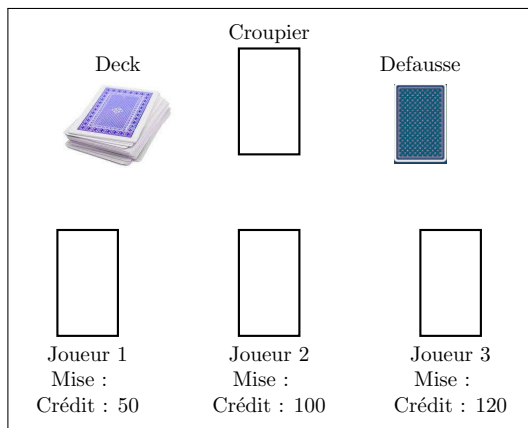 Croupier
Deck
Defausse
Joueur 1
Mise :
Crédit : 50
Joueur 2
Mise :
Crédit : 100
Joueur 3
Mise :
Crédit : 120